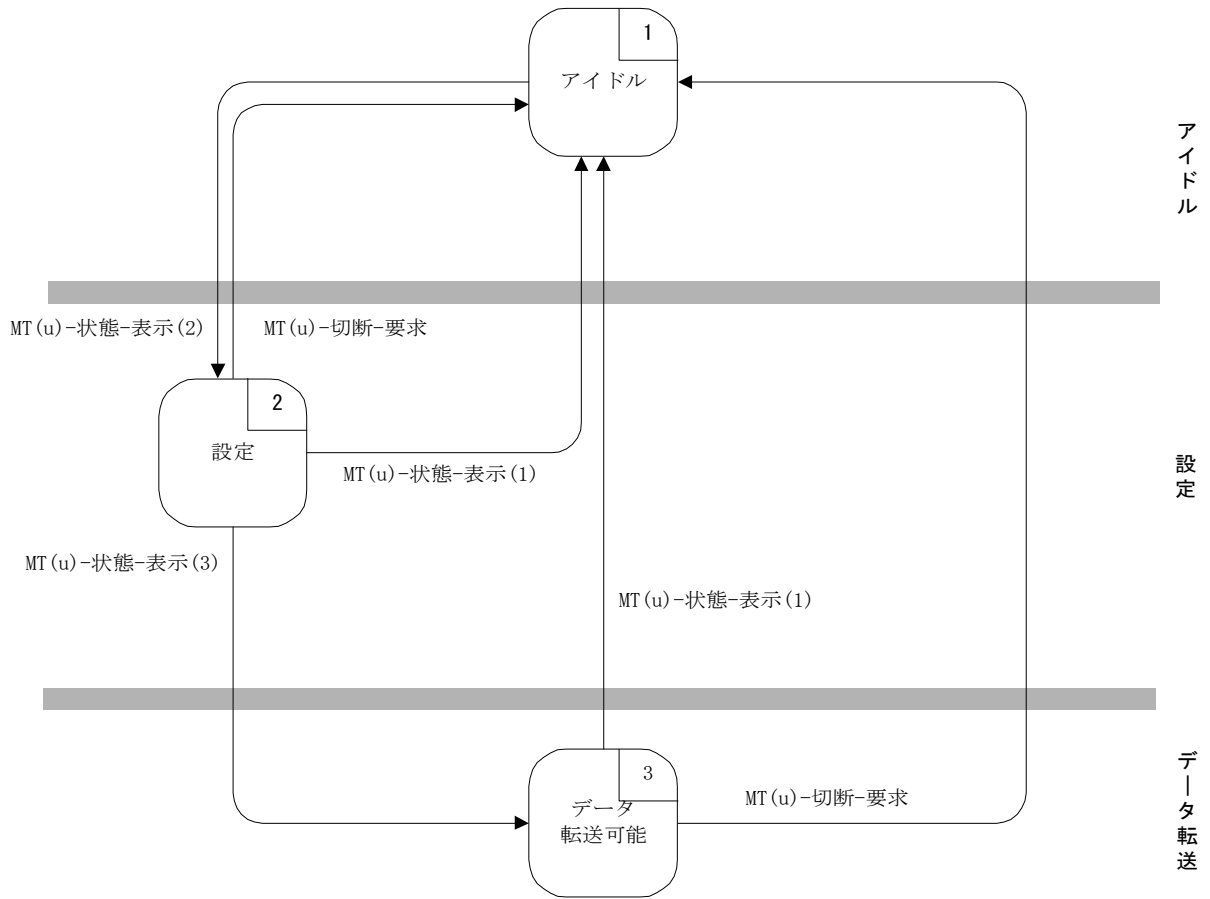 1
アイドル
アイドル
MT(u)-状態-表示(2)
MT(u)-切断-要求
2
設定
MT(u)-状態-表示(1)
設定
MT(u)-状態-表示(3)
MT(u)-状態-表示(1)
3
データ
転送可能
MT(u)-切断-要求
データ転送